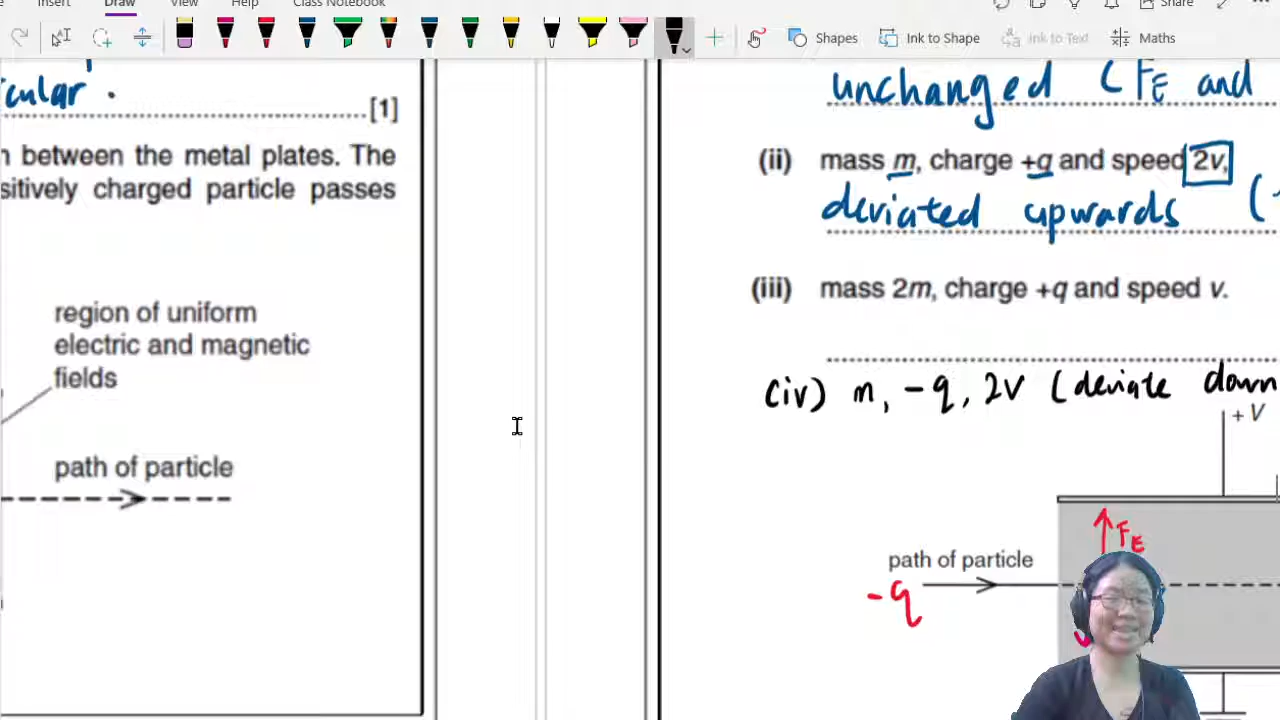 Insert Draw View Help Class Notebook Share
Shapes Ink to Shape Ink to Text Maths
cular.
[1]
between the metal plates. The
sitively charged particle passes
region of uniform
electric and magnetic
fields
path of particle
unchanged (FE and
(ii) mass m, charge +q and speed 2v,
deviated upwards (
(iii) mass 2m, charge +q and speed v.
(iv) m, -q, 2v (deviate down
+ V
FE
path of particle
-q